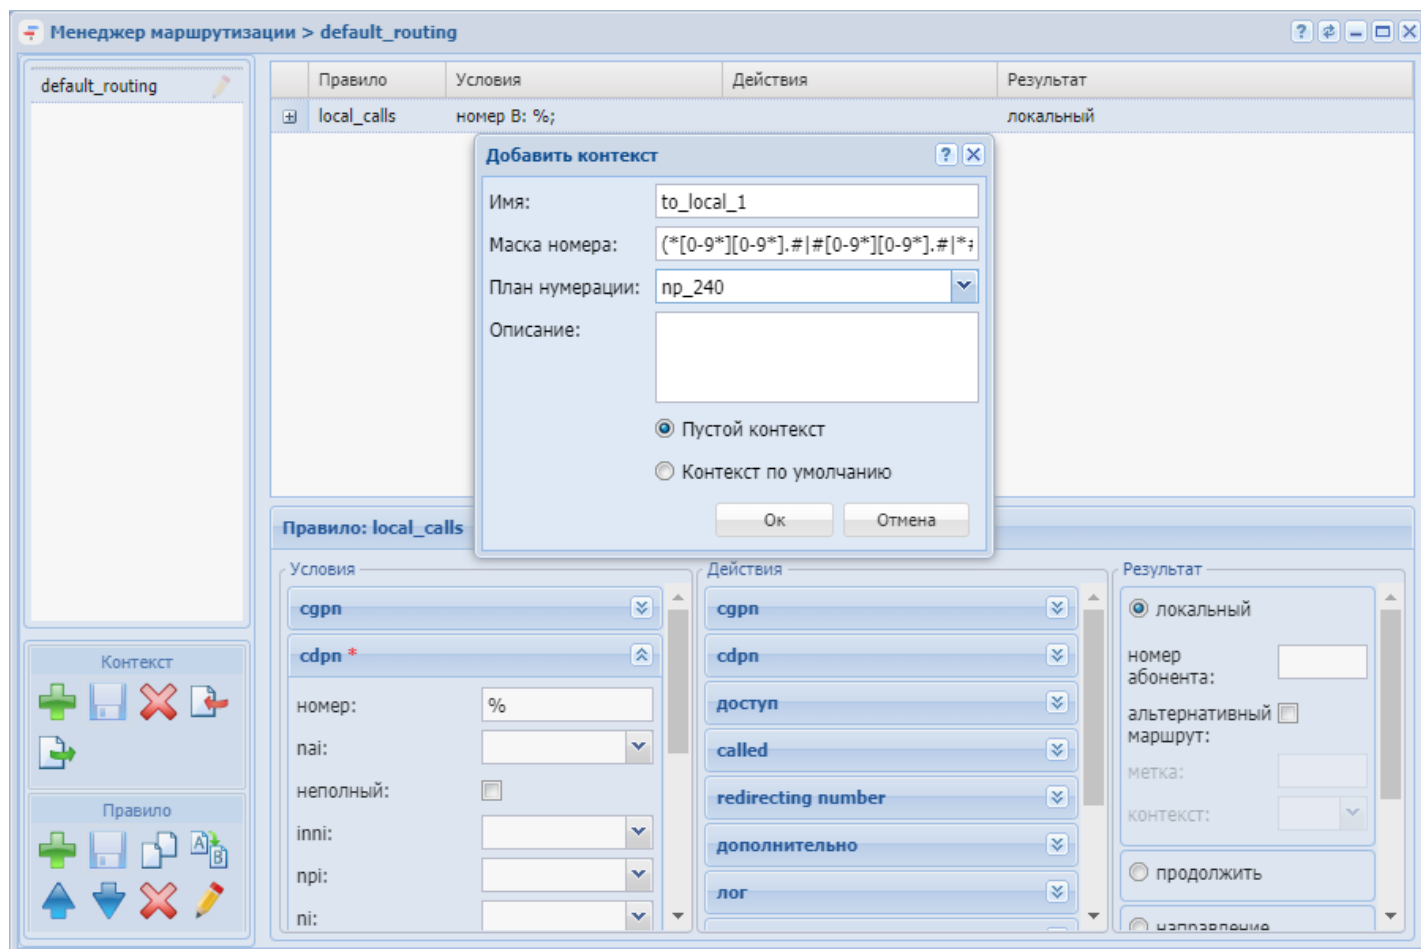 Менеджер маршрутизации > default_routing
default_routing
Правило Условия Действия Результат
local_calls номер B: %; локальный
Добавить контекст
Имя: to_local_1
Маска номера: (*[0-9*][0-9*].#|#[0-9*][0-9*].#|*#
План нумерации: np_240
Описание:
Пустой контекст
Контекст по умолчанию
Ок Отмена
Контекст
Правило
Правило: local_calls
Условия
cgpn
cdpn *
номер: %
nai:
неполный:
inni:
npi:
ni:
Действия
cgpn
cdpn
доступ
called
redirecting number
дополнительно
лог
Результат
локальный
номер
абонента:
альтернативный
маршрут:
метка:
контекст:
продолжить
направление